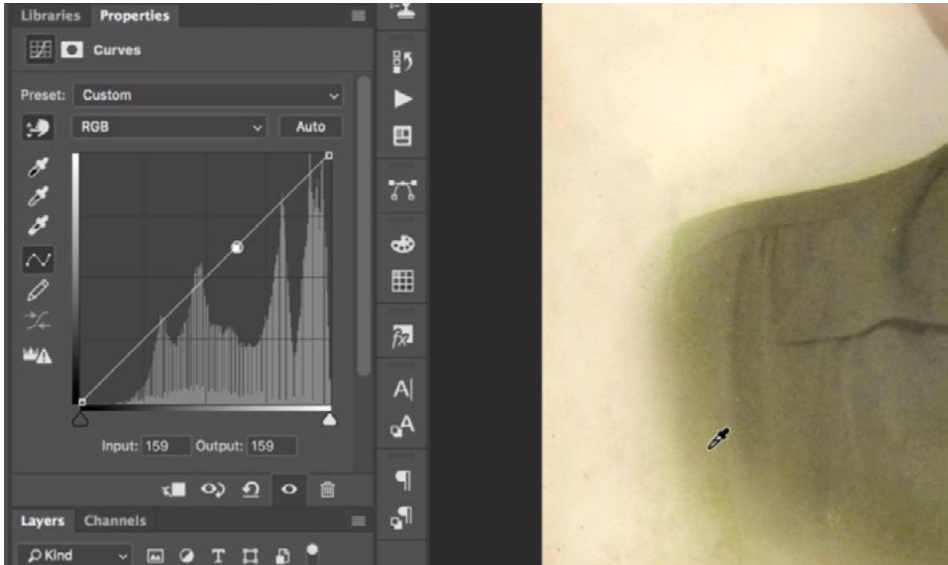 Libraries Properties
Curves
Preset: Custom
RGB Auto
Input: 159 Output: 159
Layers Channels
Kind